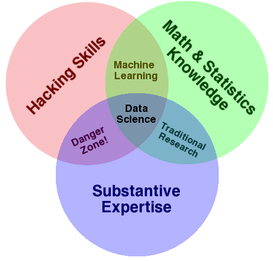 Hacking Skills
Math & Statistics
Knowledge
Machine
Learning
Data
Science
Danger
Zone!
Traditional
Research
Substantive
Expertise